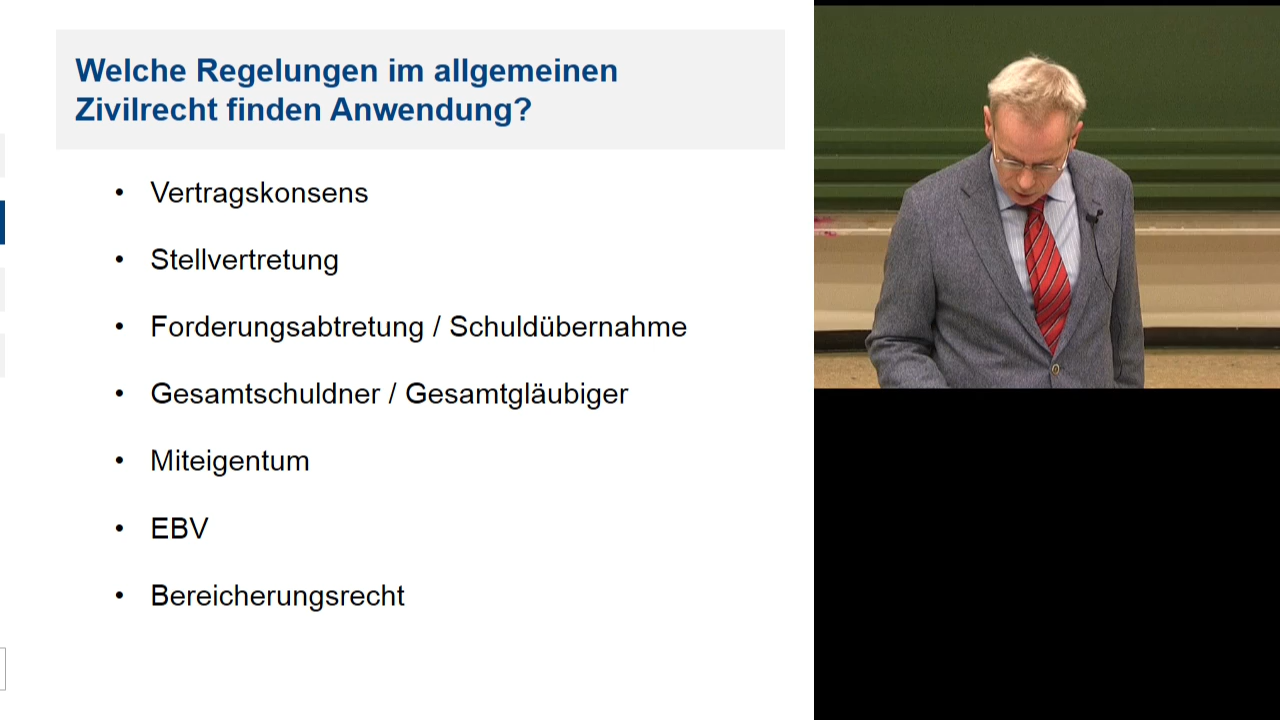 Welche Regelungen im allgemeinen
Zivilrecht finden Anwendung?
• Vertragskonsens
• Stellvertretung
• Forderungsabtretung / Schuldübernahme
• Gesamtschuldner / Gesamtgläubiger
• Miteigentum
• EBV
• Bereicherungsrecht